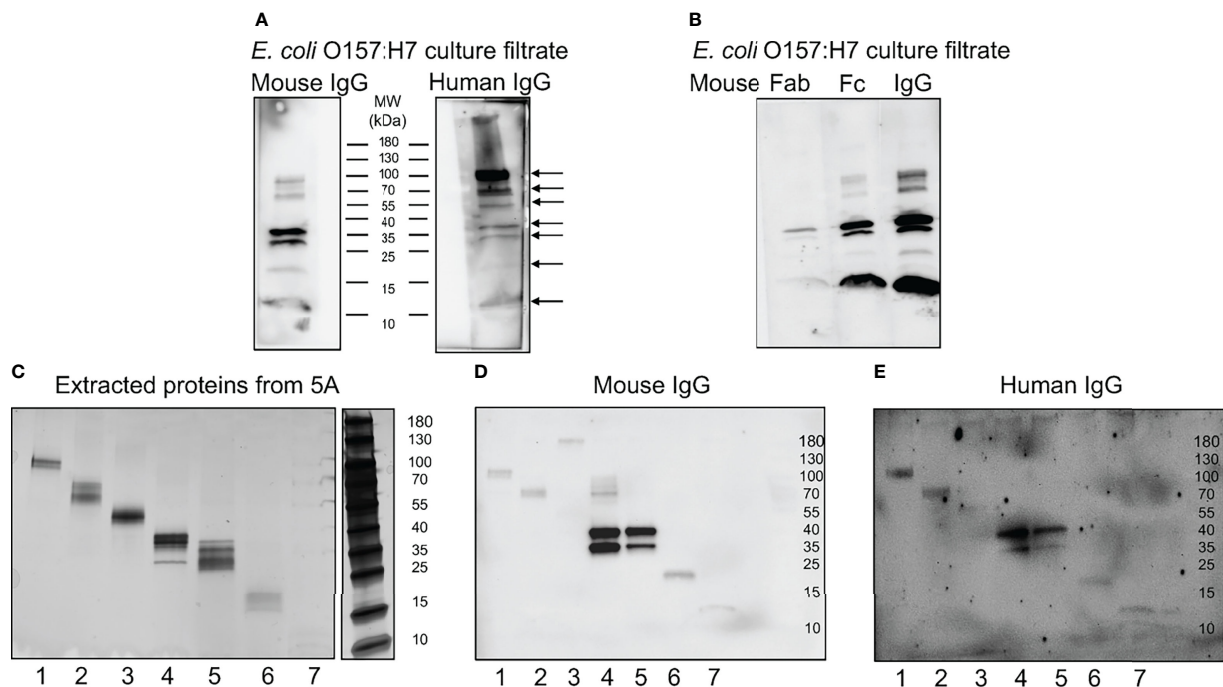 A
E. coli O157:H7 culture filtrate
Mouse IgG
Human IgG
MW
(kDa)
180
130
100
70
55
40
35
25
15
10
B
E. coli O157:H7 culture filtrate
Mouse Fab Fc IgG
C
Extracted proteins from 5A
180
130
100
70
55
40
35
25
15
10
1 2 3 4 5 6 7
D
Mouse IgG
180
130
100
70
55
40
35
25
15
10
1 2 3 4 5 6 7
E
Human IgG
180
130
100
70
55
40
35
25
15
10
1 2 3 4 5 6 7